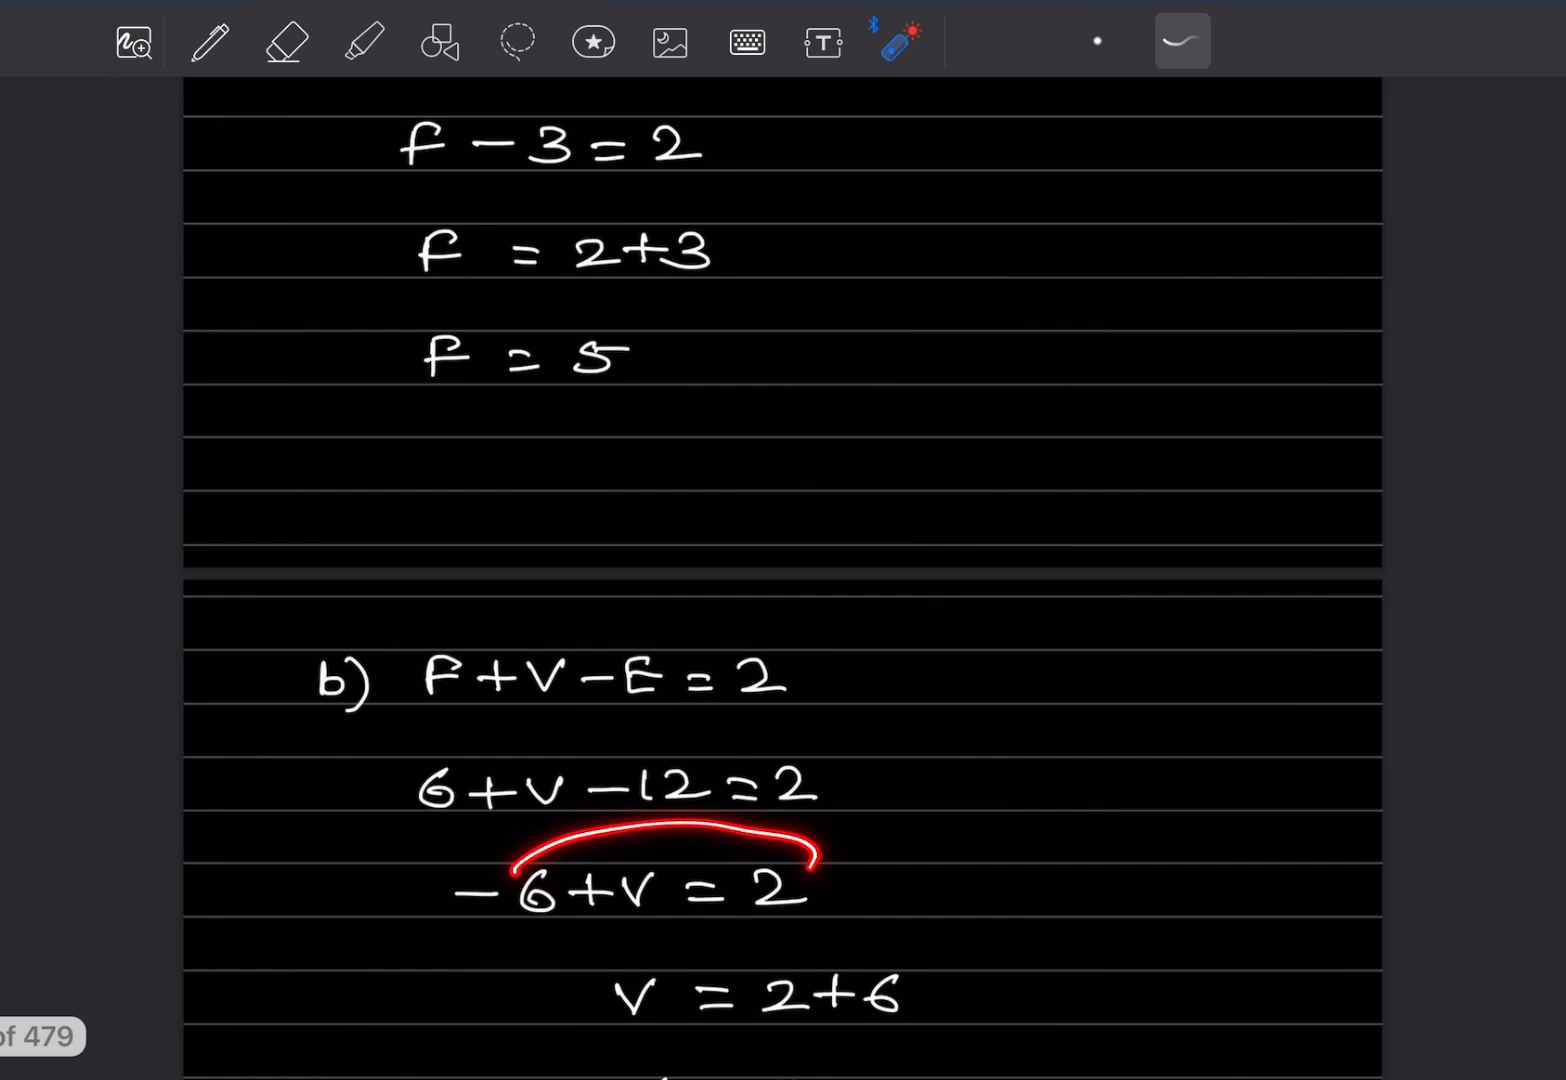 F - 3 = 2
F = 2+3
F = 5
b) F+V-E = 2
6+V-12 = 2
-6+V = 2
V = 2+6
of 479